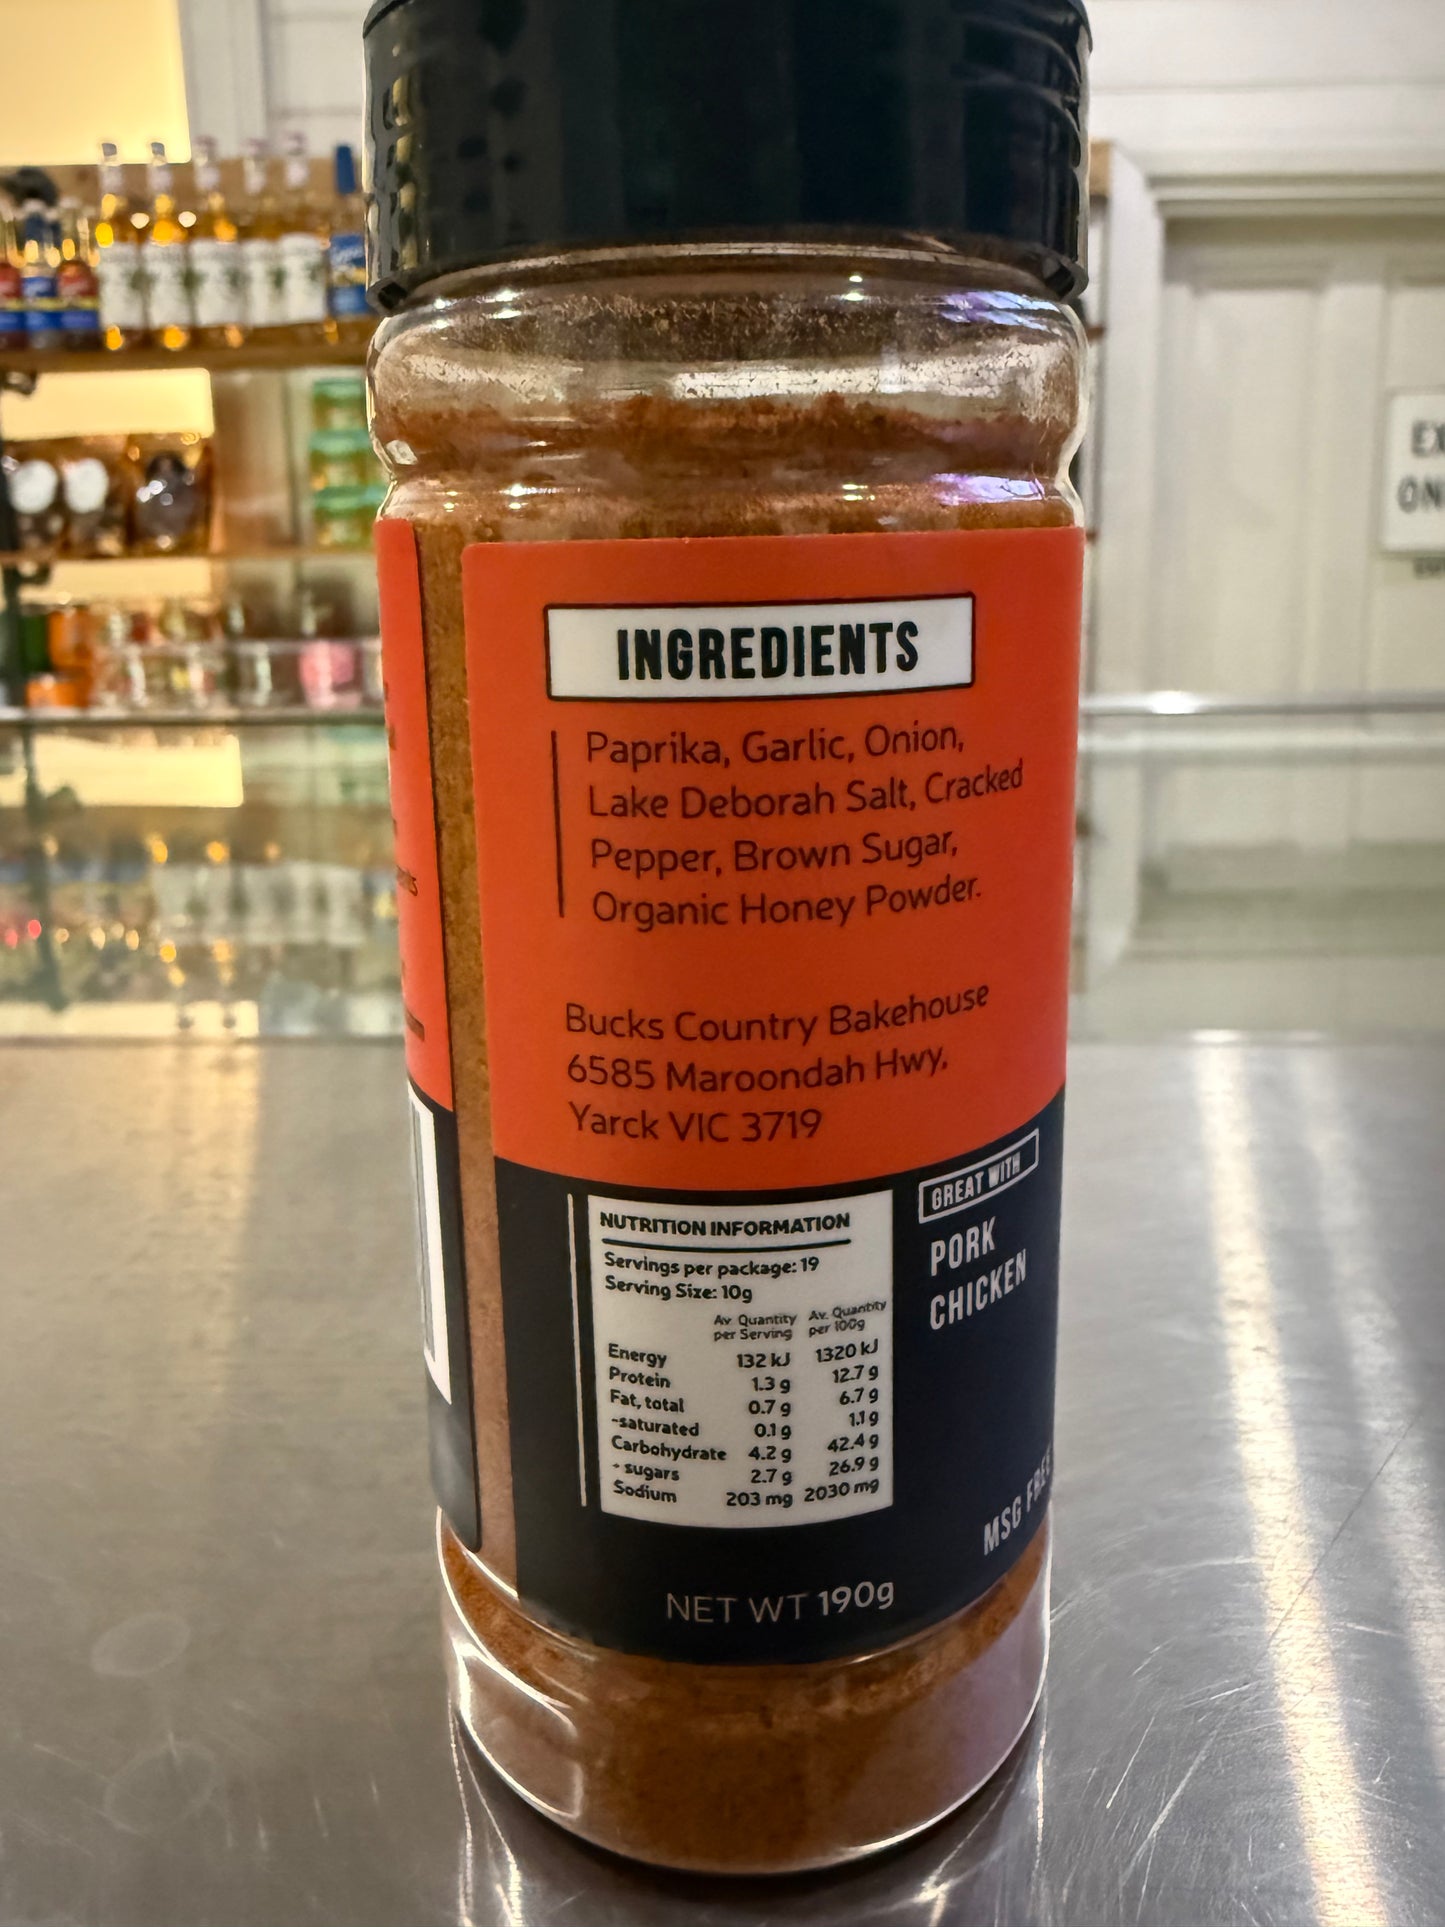 INGREDIENTS
Paprika, Garlic, Onion,
Lake Deborah Salt, Cracked
Pepper, Brown Sugar,
Organic Honey Powder.
Bucks Country Bakehouse
6585 Maroondah Hwy,
Yarck VIC 3719
NUTRITION INFORMATION
Servings per package: 19
Serving Size: 10g
Av. Quantity Av. Quantity
per Serving per 100g
Energy 132 kJ 1320 kJ
Protein 1.3 g 12.7 g
Fat, total 0.7 g 6.7 g
-saturated 0.1 g 1.1 g
Carbohydrate 4.2 g 42.4 g
- sugars 2.7 g 26.9 g
Sodium 203 mg 2030 mg
GREAT WITH
PORK
CHICKEN
MSG FREE
NET WT 190g